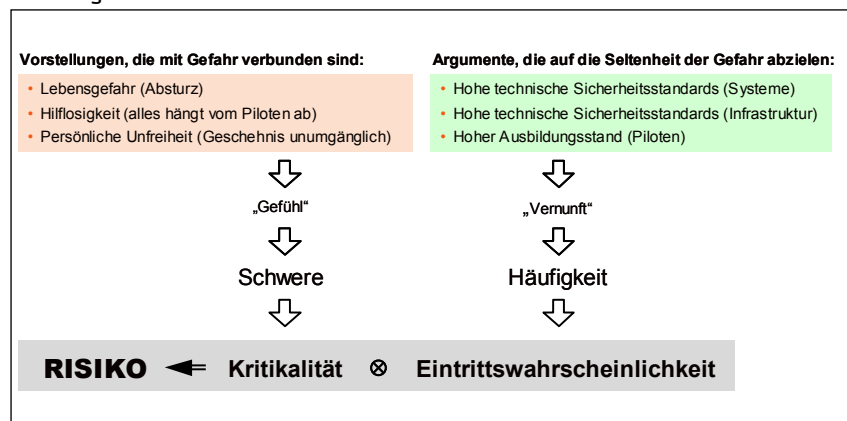 Vorstellungen, die mit Gefahr verbunden sind:
• Lebensgefahr (Absturz)
• Hilflosigkeit (alles hängt vom Piloten ab)
• Persönliche Unfreiheit (Geschehnis unumgänglich)
Argumente, die auf die Seltenheit der Gefahr abzielen:
• Hohe technische Sicherheitsstandards (Systeme)
• Hohe technische Sicherheitsstandards (Infrastruktur)
• Hoher Ausbildungsstand (Piloten)
„Gefühl“
„Vernunft“
Schwere
Häufigkeit
RISIKO Kritikalität ⊗ Eintrittswahrscheinlichkeit